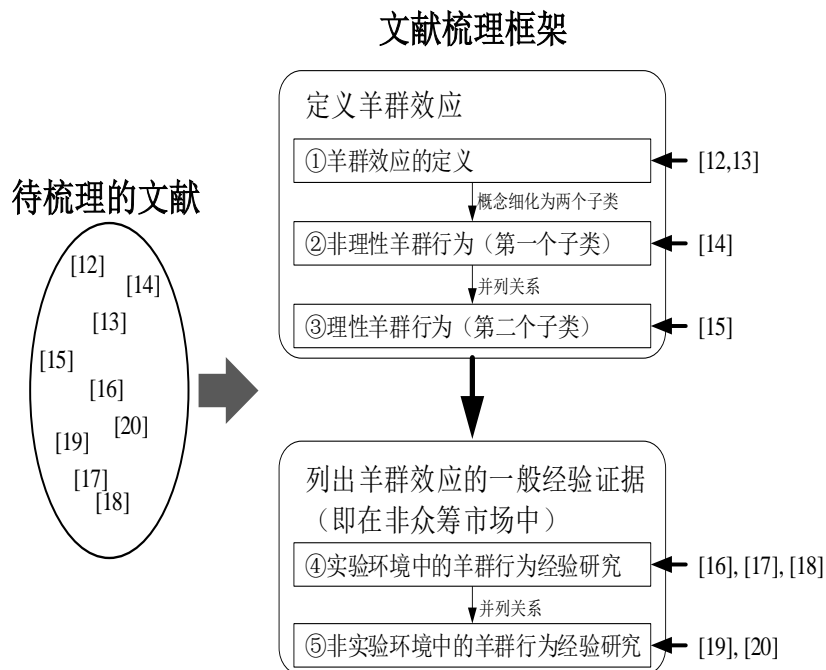 文献梳理框架
待梳理的文献
[12]
[14]
[13]
[15]
[16]
[20]
[19]
[17]
[18]
定义羊群效应
①羊群效应的定义
[12,13]
概念细化为两个子类
②非理性羊群行为（第一个子类）
[14]
并列关系
③理性羊群行为（第二个子类）
[15]
列出羊群效应的一般经验证据
（即在非众筹市场中）
④实验环境中的羊群行为经验研究
[16], [17], [18]
并列关系
⑤非实验环境中的羊群行为经验研究
[19], [20]